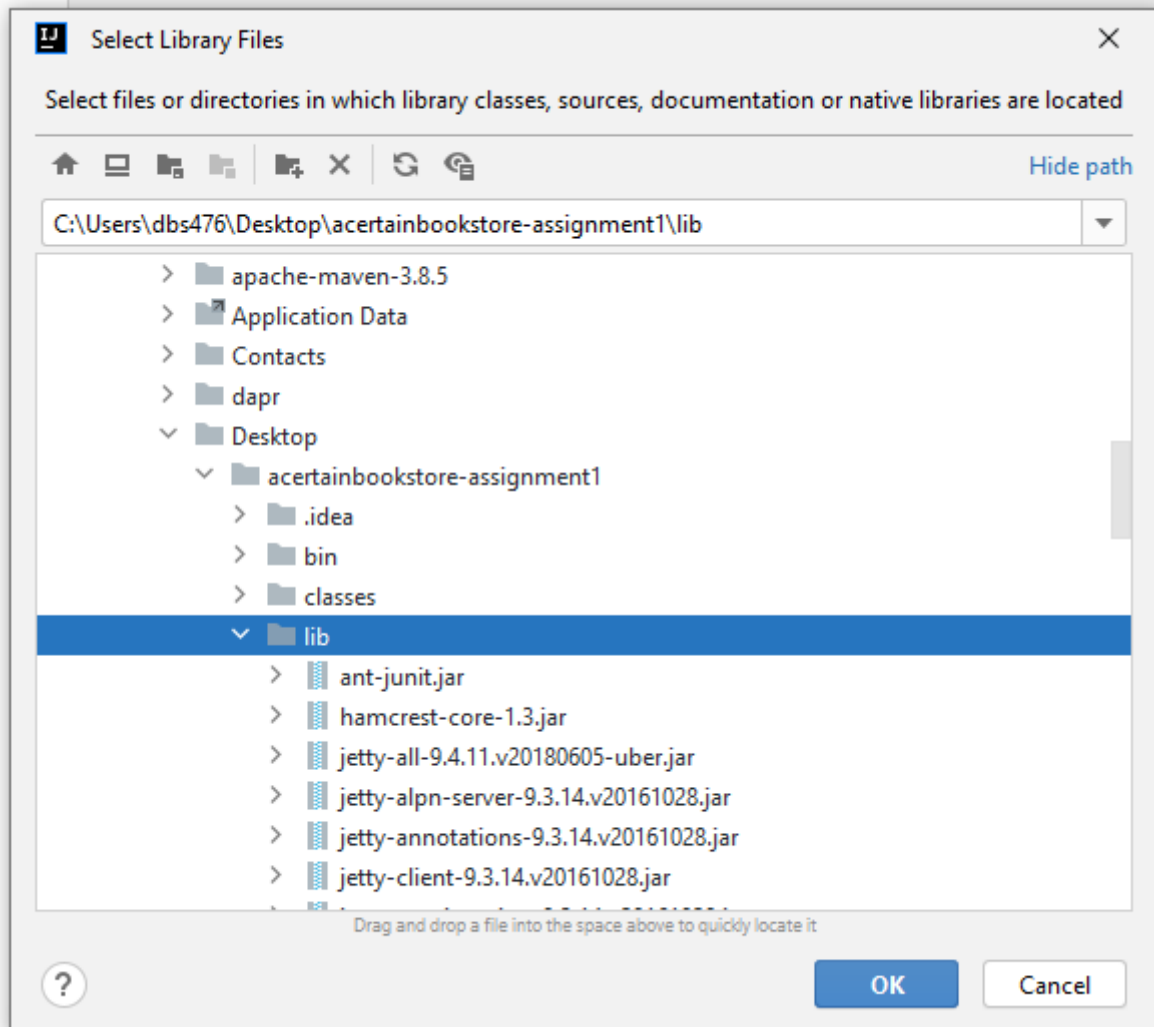 IJ
Select Library Files
Select files or directories in which library classes, sources, documentation or native libraries are located
Hide path
C:\Users\dbs476\Desktop\acertainbookstore-assignment1\lib
apache-maven-3.8.5
Application Data
Contacts
dapr
Desktop
acertainbookstore-assignment1
.idea
bin
classes
lib
ant-junit.jar
hamcrest-core-1.3.jar
jetty-all-9.4.11.v20180605-uber.jar
jetty-alpn-server-9.3.14.v20161028.jar
jetty-annotations-9.3.14.v20161028.jar
jetty-client-9.3.14.v20161028.jar
Drag and drop a file into the space above to quickly locate it
?
OK
Cancel